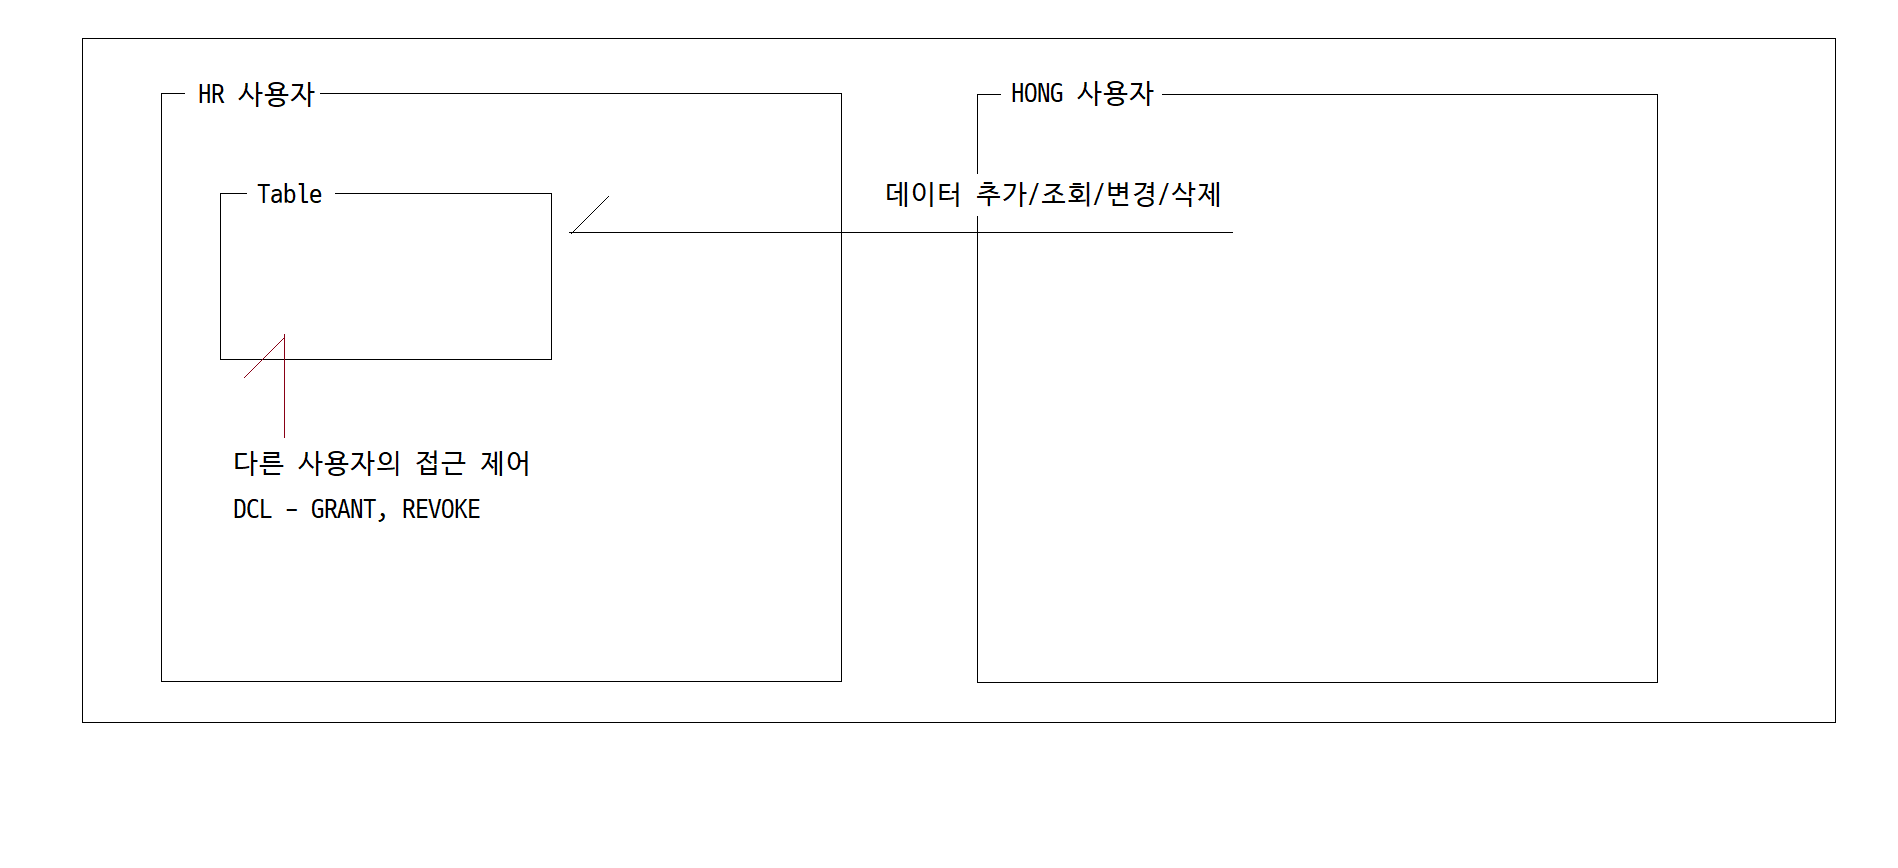 HR 사용자
HONG 사용자
Table
데이터 추가/조회/변경/삭제
다른 사용자의 접근 제어
DCL - GRANT, REVOKE